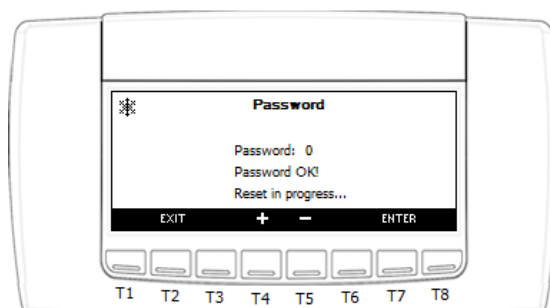 Password
Password: 0
Password OK!
Reset in progress...
EXIT + − ENTER
T1 T2 T3 T4 T5 T6 T7 T8